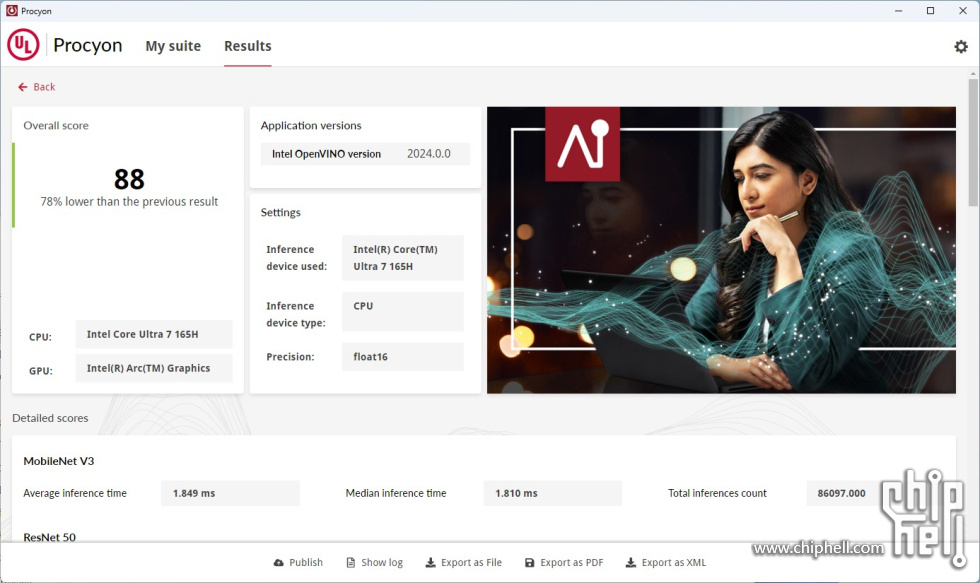 Procyon
UL Procyon My suite Results
Back
Overall score
88
78% lower than the previous result
CPU: Intel Core Ultra 7 165H
GPU: Intel(R) Arc(TM) Graphics
Application versions
Intel OpenVINO version 2024.0.0
Settings
Inference device used: Intel(R) Core(TM) Ultra 7 165H
Inference device type: CPU
Precision: float16
AI
Detailed scores
MobileNet V3
Average inference time 1.849 ms Median inference time 1.810 ms Total inferences count 86097.000
ResNet 50
Publish Show log Export as File Export as PDF Export as XML
www.chiphell.com
chip
hell